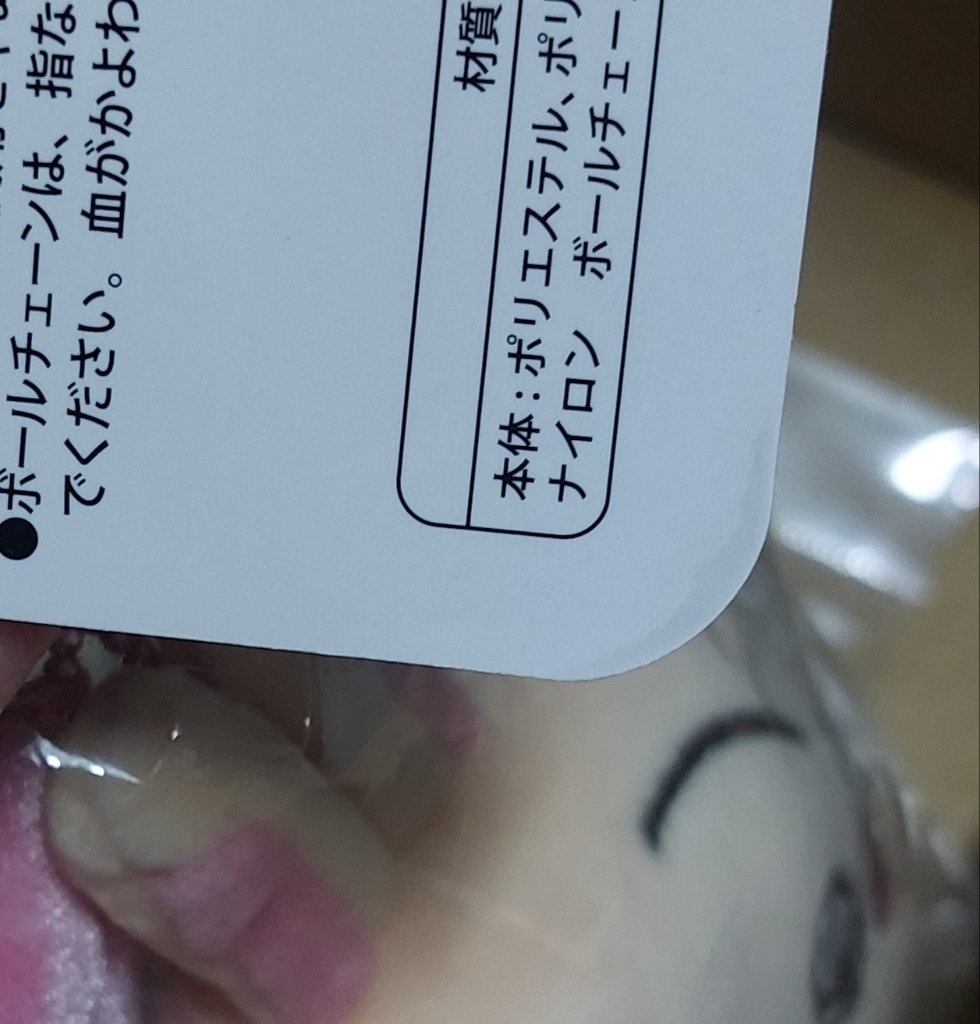 ●ボールチェーンは、指な
でください。血がかよわ
材質
本体：ポリエステル、ポリ
ナイロン　ボールチェー